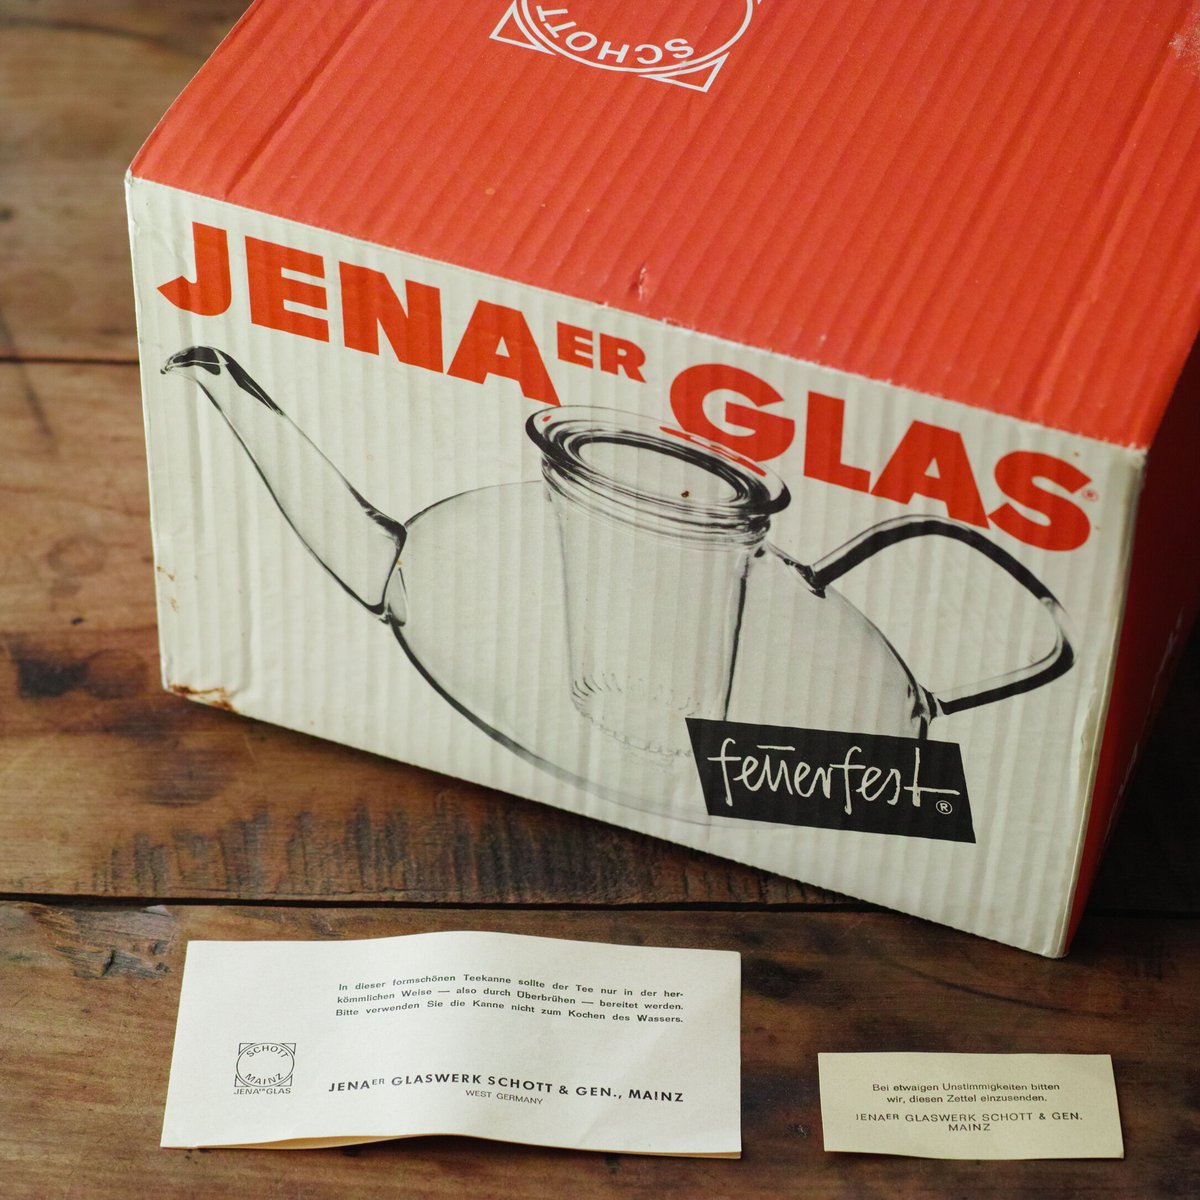 SCHOTT
JENAER GLAS®
feuerfest®
In dieser formschönen Teekanne sollte der Tee nur in der her-
kömmlichen Weise — also durch Überbrühen — bereitet werden.
Bitte verwenden Sie die Kanne nicht zum Kochen des Wassers.
SCHOTT
MAINZ
JENAER GLAS
JENAER GLASWERK SCHOTT & GEN., MAINZ
WEST GERMANY
Bei etwaigen Unstimmigkeiten bitten
wir, diesen Zettel einzusenden.
JENAER GLASWERK SCHOTT & GEN.
MAINZ